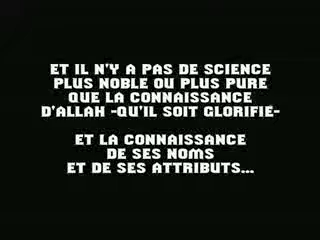 ET IL N'Y A PAS DE SCIENCE
PLUS NOBLE OU PLUS PURE
QUE LA CONNAISSANCE
D'ALLAH -QU'IL SOIT GLORIFIÉ-
ET LA CONNAISSANCE
DE SES NOMS
ET DE SES ATTRIBUTS...